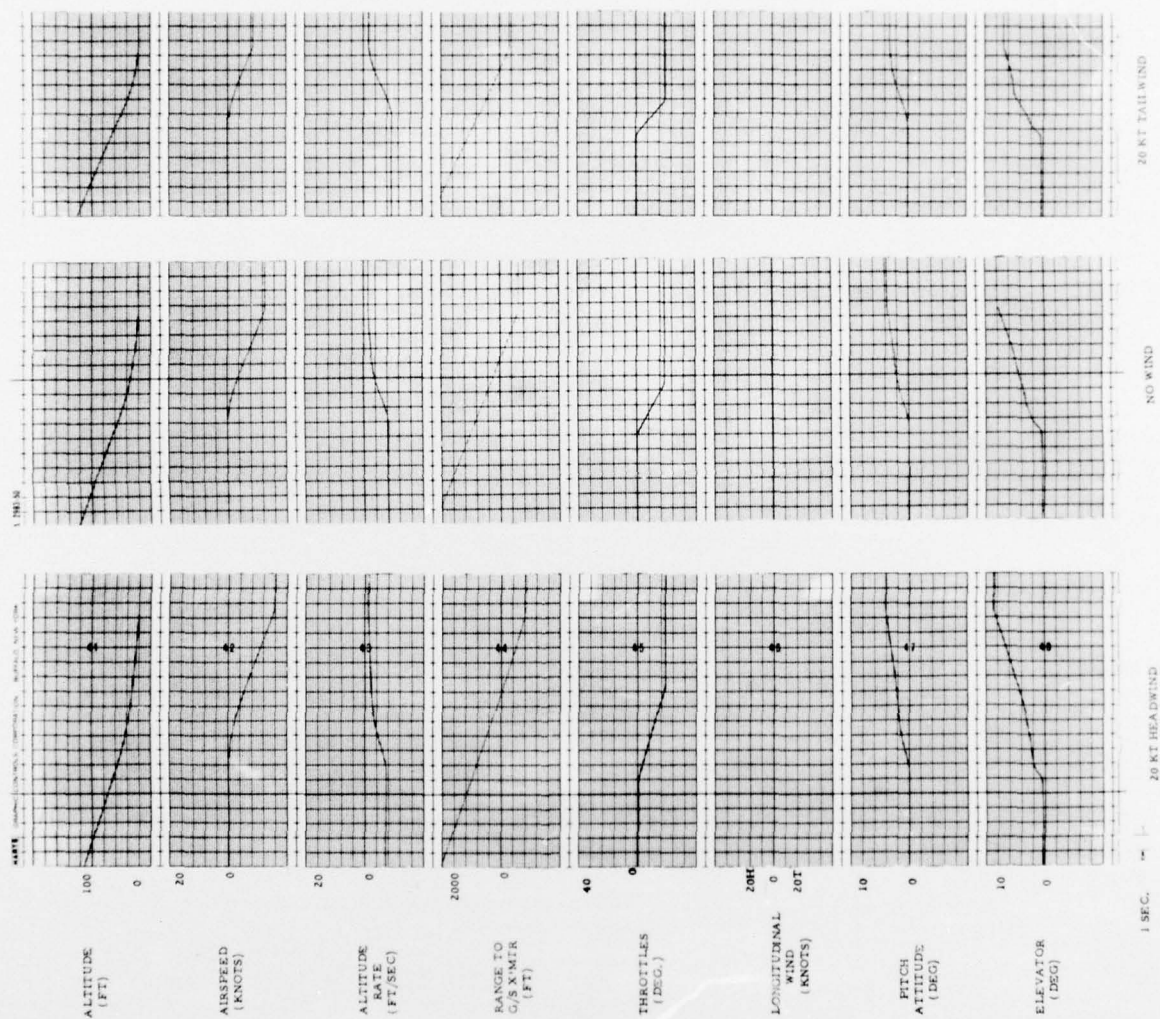 ALTITUDE
(FT)
100
0
AIRSPEED
(KNOTS)
20
0
ALTITUDE
RATE
(FT/SEC)
20
0
RANGE TO
G/S X'MTR
(FT)
2000
0
THROTTLES
(DEG.)
40
0
LONGITUDINAL
WIND
(KNOTS)
20H
0
20T
PITCH
ATTITUDE
(DEG)
10
0
ELEVATOR
(DEG)
10
0
1 SEC.
20 KT HEADWIND
NO WIND
20 KT TAILWIND